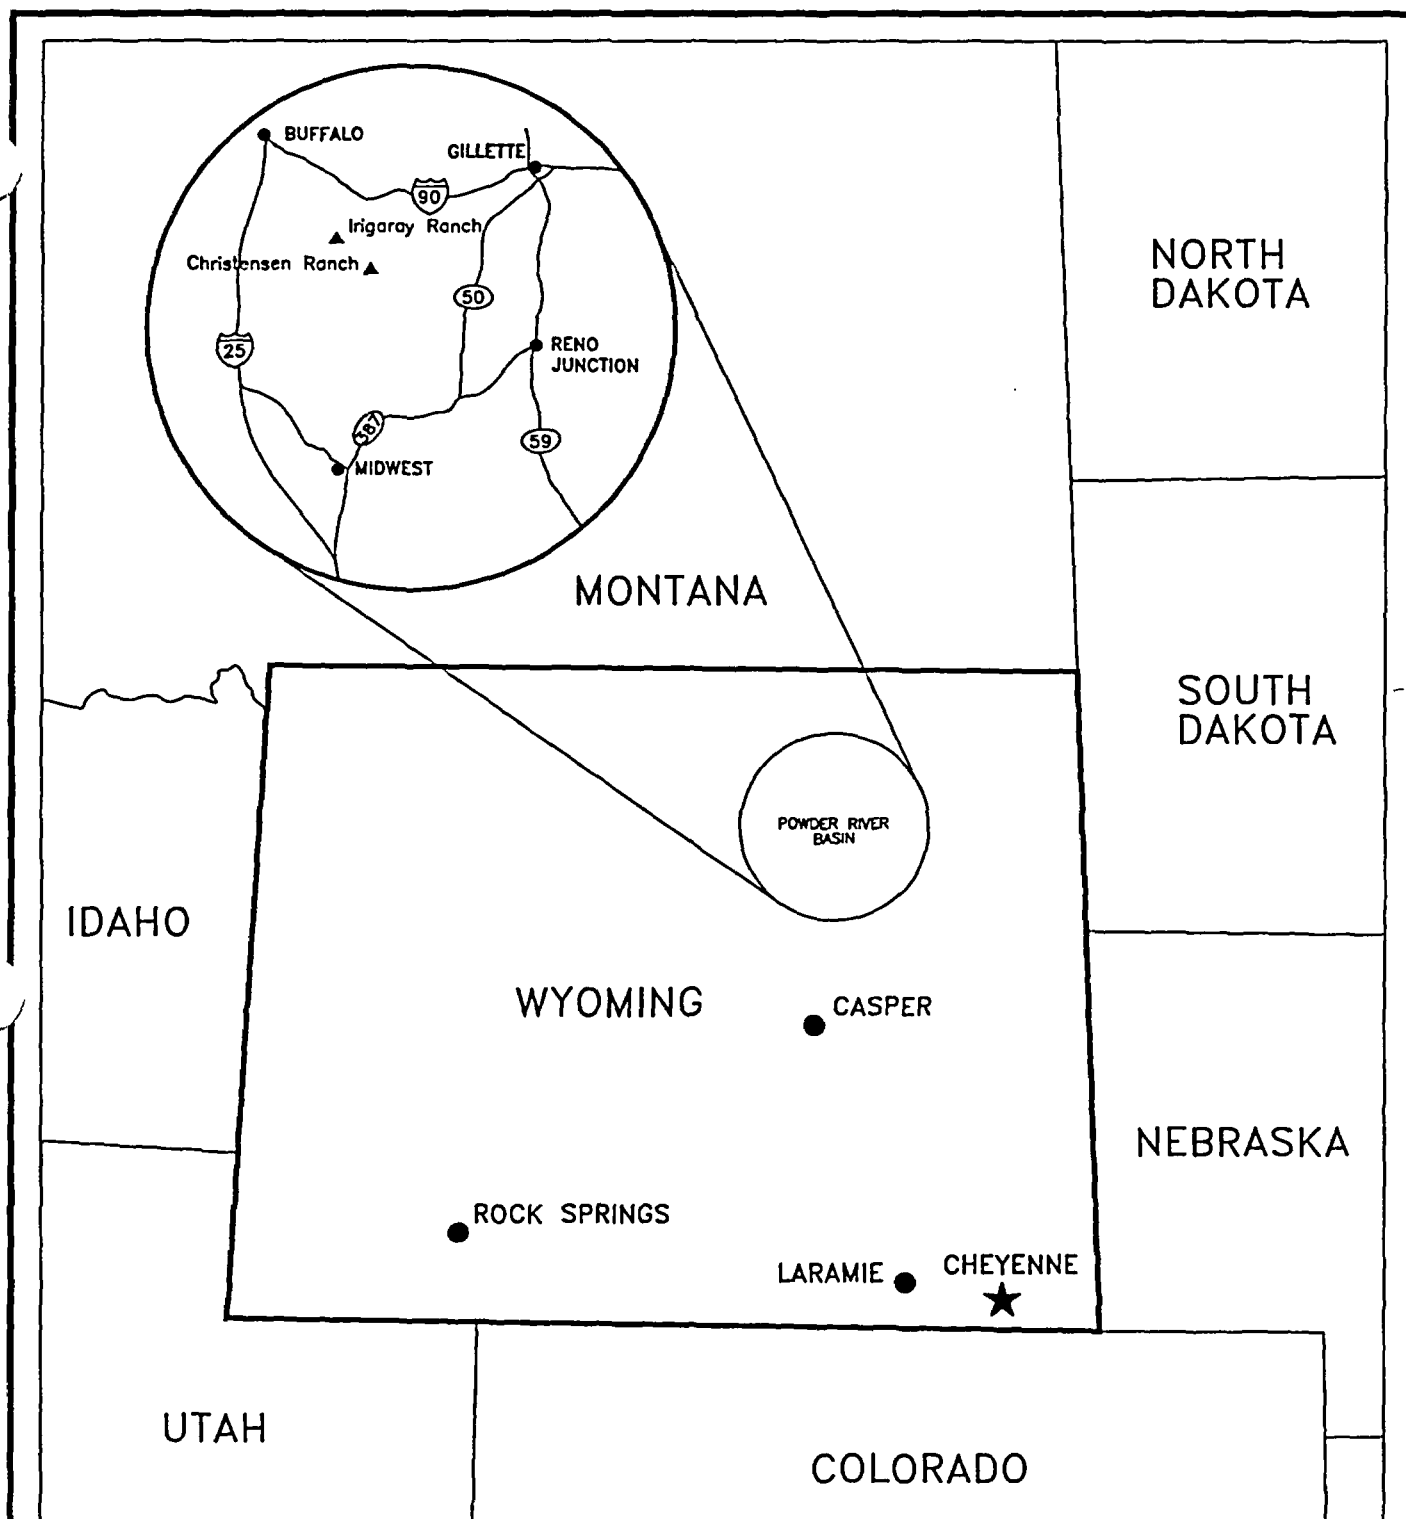 BUFFALO
GILLETTE
90
Irigaray Ranch
Christensen Ranch
50
25
RENO
JUNCTION
387
59
MIDWEST
NORTH
DAKOTA
MONTANA
SOUTH
DAKOTA
POWDER RIVER
BASIN
IDAHO
WYOMING
CASPER
NEBRASKA
ROCK SPRINGS
LARAMIE
CHEYENNE
UTAH
COLORADO